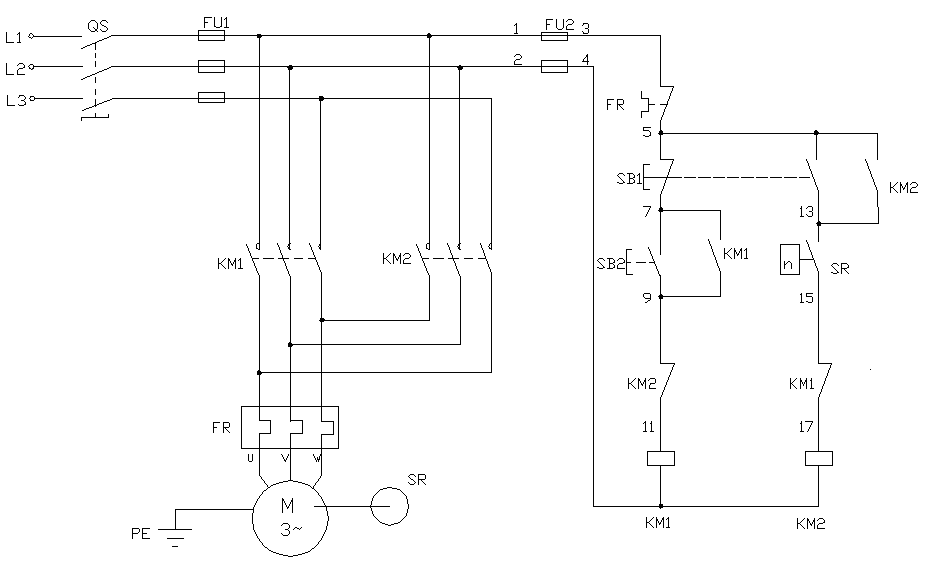 QS FU1 1 FU2 3
L1
L2 2 4
L3
FR
5
SB1 KM2
7 13
KM1 KM2 SB2 KM1 n SR
9 15
KM2 KM1
FR 11 17
U V W
SR
M
3~
PE KM1 KM2